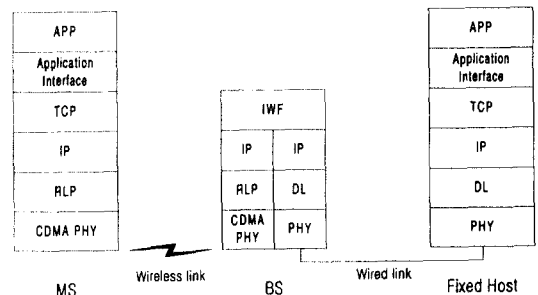 APP
Application
Interface
TCP
IP
RLP
CDMA PHY
MS
Wireless link
IWF
IP
IP
RLP
DL
CDMA
PHY
PHY
BS
Wired link
APP
Application
Interface
TCP
IP
DL
PHY
Fixed Host